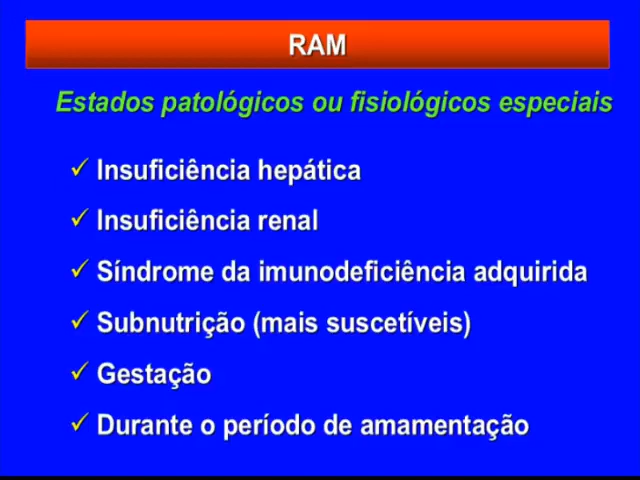 RAM
Estados patológicos ou fisiológicos especiais
✓ Insuficiência hepática
✓ Insuficiência renal
✓ Síndrome da imunodeficiência adquirida
✓ Subnutrição (mais suscetíveis)
✓ Gestação
✓ Durante o período de amamentação